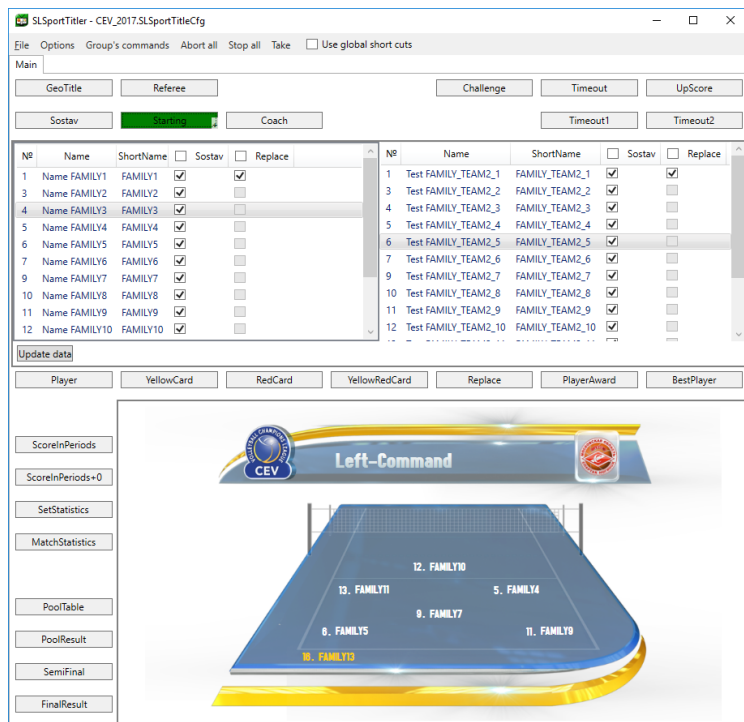 SLSportTitler - CEV_2017.SLSportTitleCfg
File Options Group's commands Abort all Stop all Take Use global short cuts
Main
GeoTitle Referee Challenge Timeout UpScore
Sostav Starting Coach Timeout1 Timeout2
Nº Name ShortName Sostav Replace
1 Name FAMILY1 FAMILY1
3 Name FAMILY2 FAMILY2
4 Name FAMILY3 FAMILY3
5 Name FAMILY4 FAMILY4
6 Name FAMILY5 FAMILY5
7 Name FAMILY6 FAMILY6
9 Name FAMILY7 FAMILY7
10 Name FAMILY8 FAMILY8
11 Name FAMILY9 FAMILY9
12 Name FAMILY10 FAMILY10
Nº Name ShortName Sostav Replace
1 Test FAMILY_TEAM2_1 FAMILY_TEAM2_1
3 Test FAMILY_TEAM2_2 FAMILY_TEAM2_2
4 Test FAMILY_TEAM2_3 FAMILY_TEAM2_3
5 Test FAMILY_TEAM2_4 FAMILY_TEAM2_4
6 Test FAMILY_TEAM2_5 FAMILY_TEAM2_5
7 Test FAMILY_TEAM2_6 FAMILY_TEAM2_6
9 Test FAMILY_TEAM2_7 FAMILY_TEAM2_7
10 Test FAMILY_TEAM2_8 FAMILY_TEAM2_8
11 Test FAMILY_TEAM2_9 FAMILY_TEAM2_9
12 Test FAMILY_TEAM2_10 FAMILY_TEAM2_10
Update data
Player YellowCard RedCard YellowRedCard Replace PlayerAward BestPlayer
ScoreInPeriods
ScoreInPeriods+0
SetStatistics
MatchStatistics
PoolTable
PoolResult
SemiFinal
FinalResult
VOLLEYBALL CHAMPIONS LEAGUE
CEV
Left-Command
12. FAMILY10
13. FAMILY11 5. FAMILY4
9. FAMILY7
6. FAMILY5 11. FAMILY9
16. FAMILY13